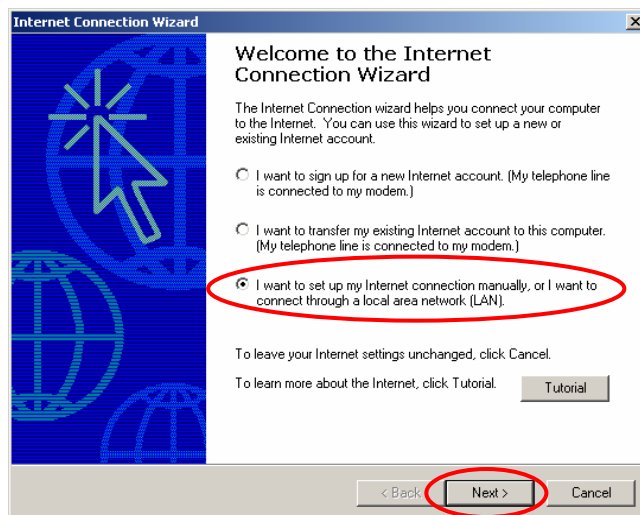 Internet Connection Wizard
Welcome to the Internet
Connection Wizard
The Internet Connection wizard helps you connect your computer
to the Internet. You can use this wizard to set up a new or
existing Internet account.
I want to sign up for a new Internet account. (My telephone line
is connected to my modem.)
I want to transfer my existing Internet account to this computer.
(My telephone line is connected to my modem.)
I want to set up my Internet connection manually, or I want to
connect through a local area network (LAN).
To leave your Internet settings unchanged, click Cancel.
To learn more about the Internet, click Tutorial.
Tutorial
< Back
Next >
Cancel